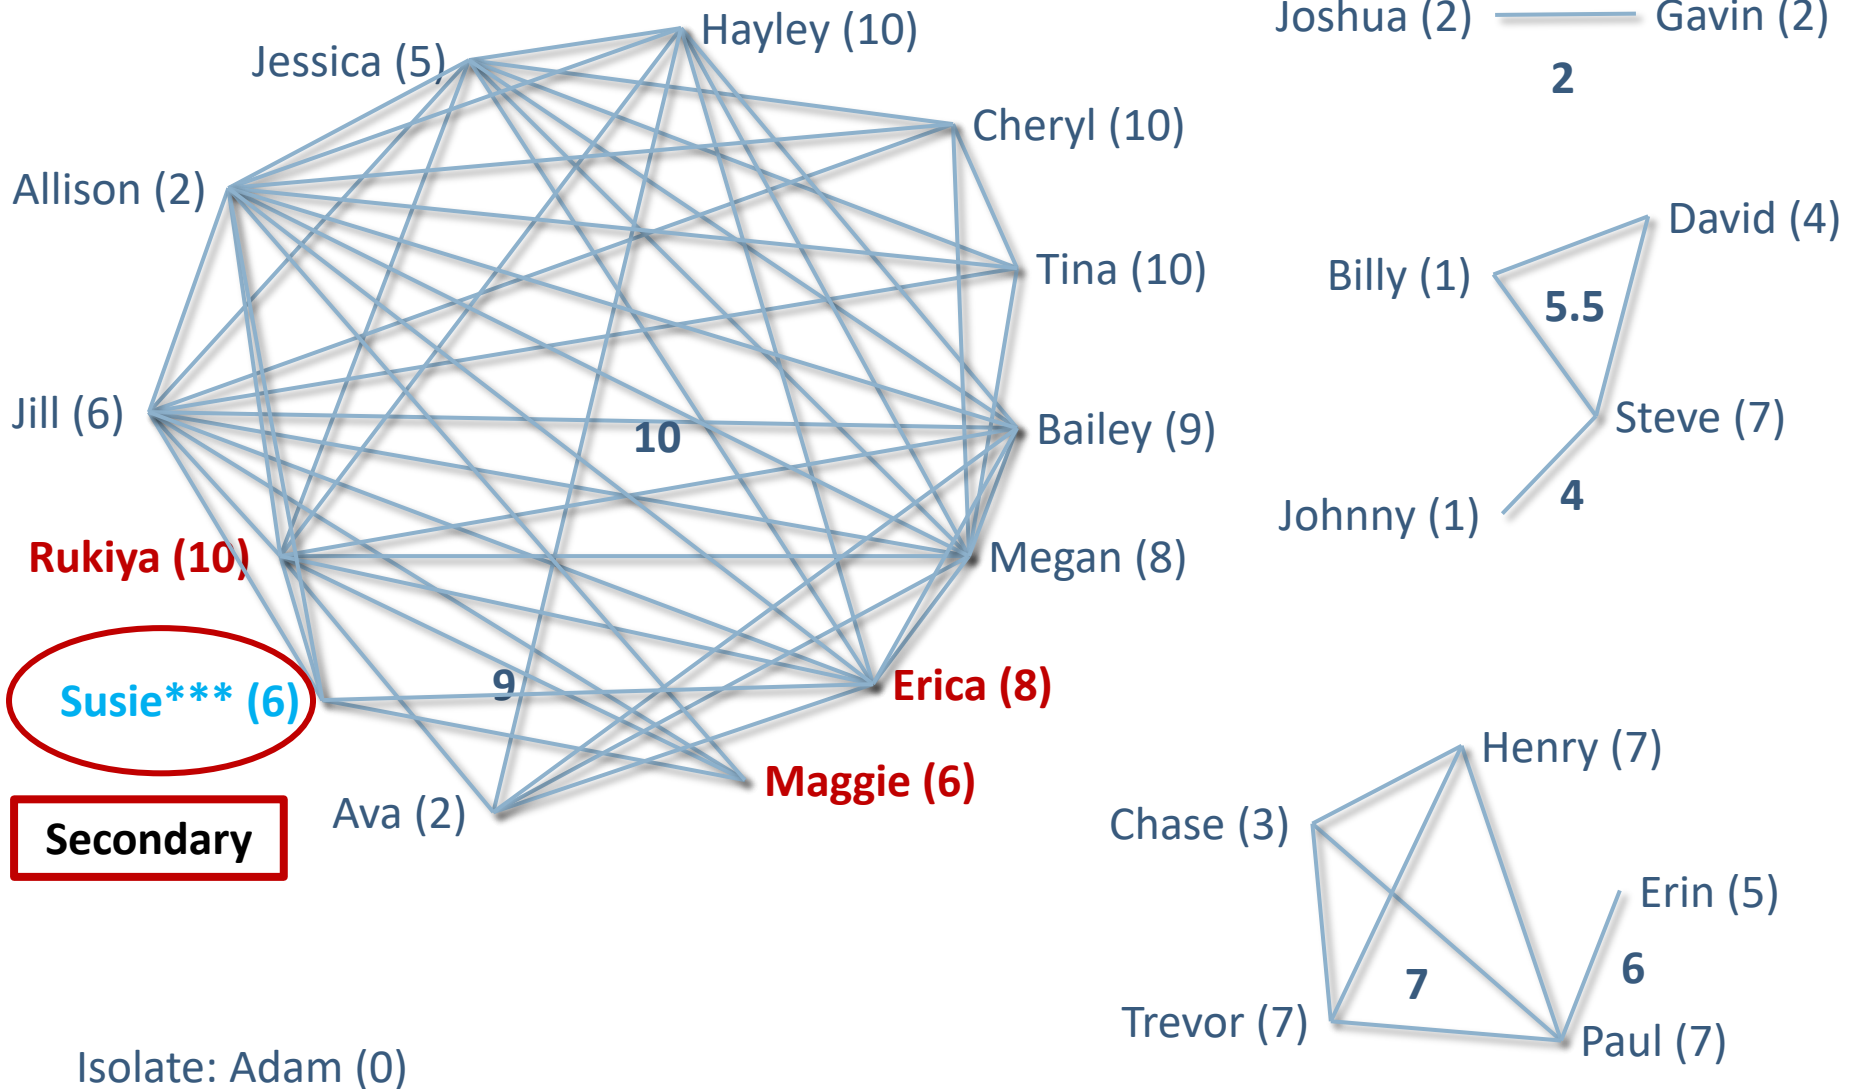 Hayley (10)
Jessica (5)
Cheryl (10)
Allison (2)
Tina (10)
Jill (6)
10
Bailey (9)
Rukiya (10)
Megan (8)
Susie*** (6)
9
Erica (8)
Maggie (6)
Ava (2)
Secondary
Isolate: Adam (0)
Joshua (2)
Gavin (2)
2
David (4)
Billy (1)
5.5
Steve (7)
4
Johnny (1)
Henry (7)
Chase (3)
Erin (5)
6
7
Trevor (7)
Paul (7)